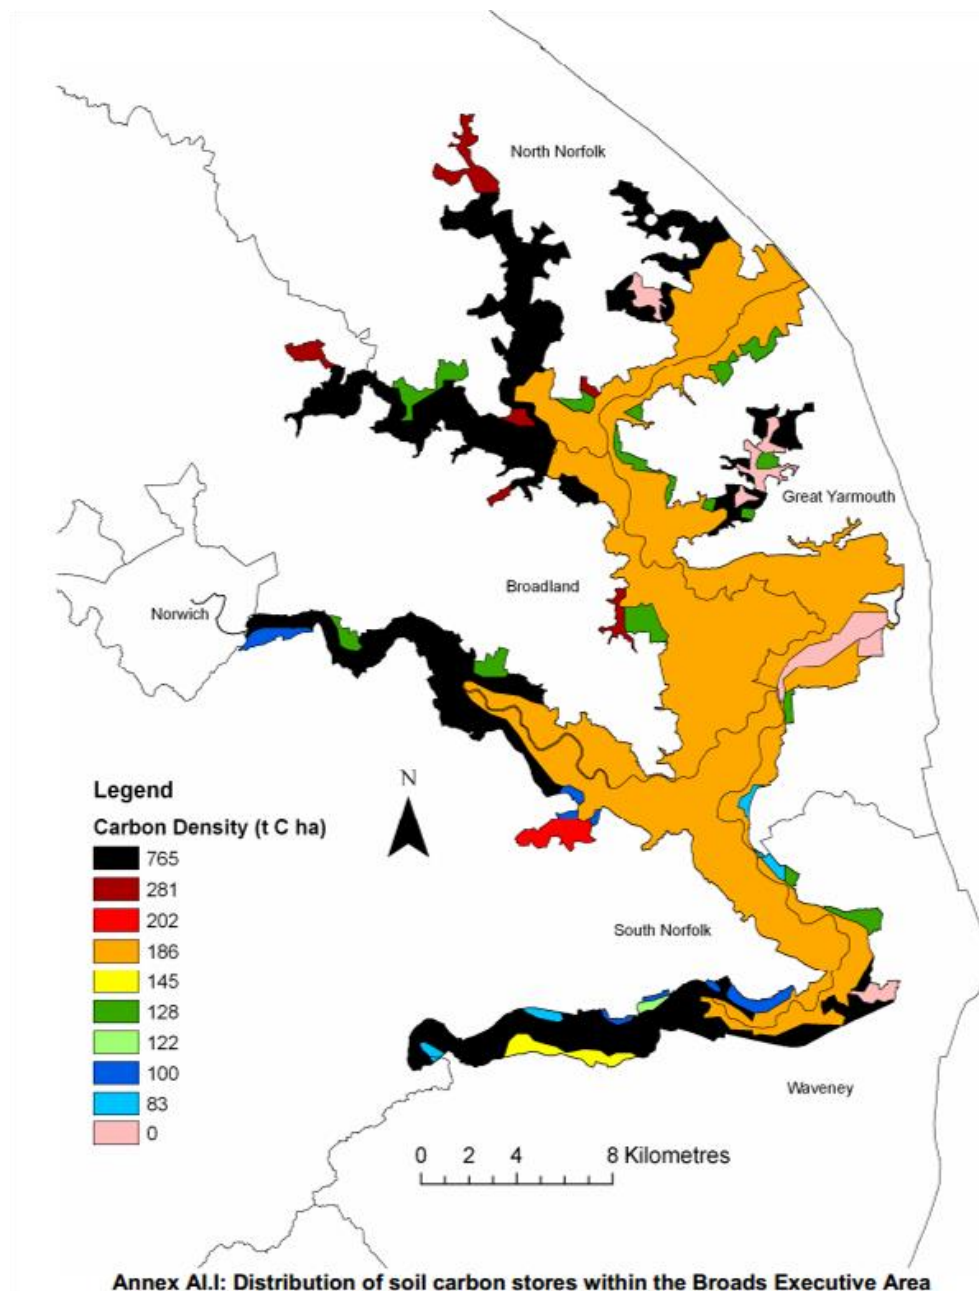 North Norfolk
Great Yarmouth
Broadland
Norwich
N
Legend
Carbon Density (t C ha)
765
281
202
186
145
128
122
100
83
0
South Norfolk
Waveney
0 2 4 8 Kilometres
Annex AI.I: Distribution of soil carbon stores within the Broads Executive Area